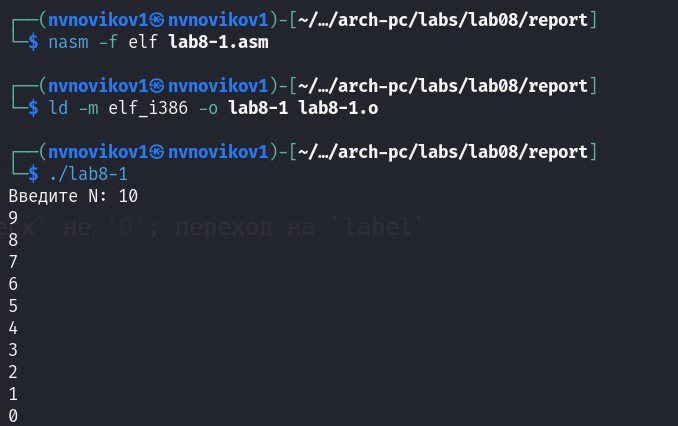 ┌──(nvnovikov1㉿nvnovikov1)-[~/…/arch-pc/labs/lab08/report]
└─$ nasm -f elf lab8-1.asm
┌──(nvnovikov1㉿nvnovikov1)-[~/…/arch-pc/labs/lab08/report]
└─$ ld -m elf_i386 -o lab8-1 lab8-1.o
┌──(nvnovikov1㉿nvnovikov1)-[~/…/arch-pc/labs/lab08/report]
└─$ ./lab8-1
Введите N: 10
9
не '0'; переход на `label`
8
7
6
5
4
3
2
1
0